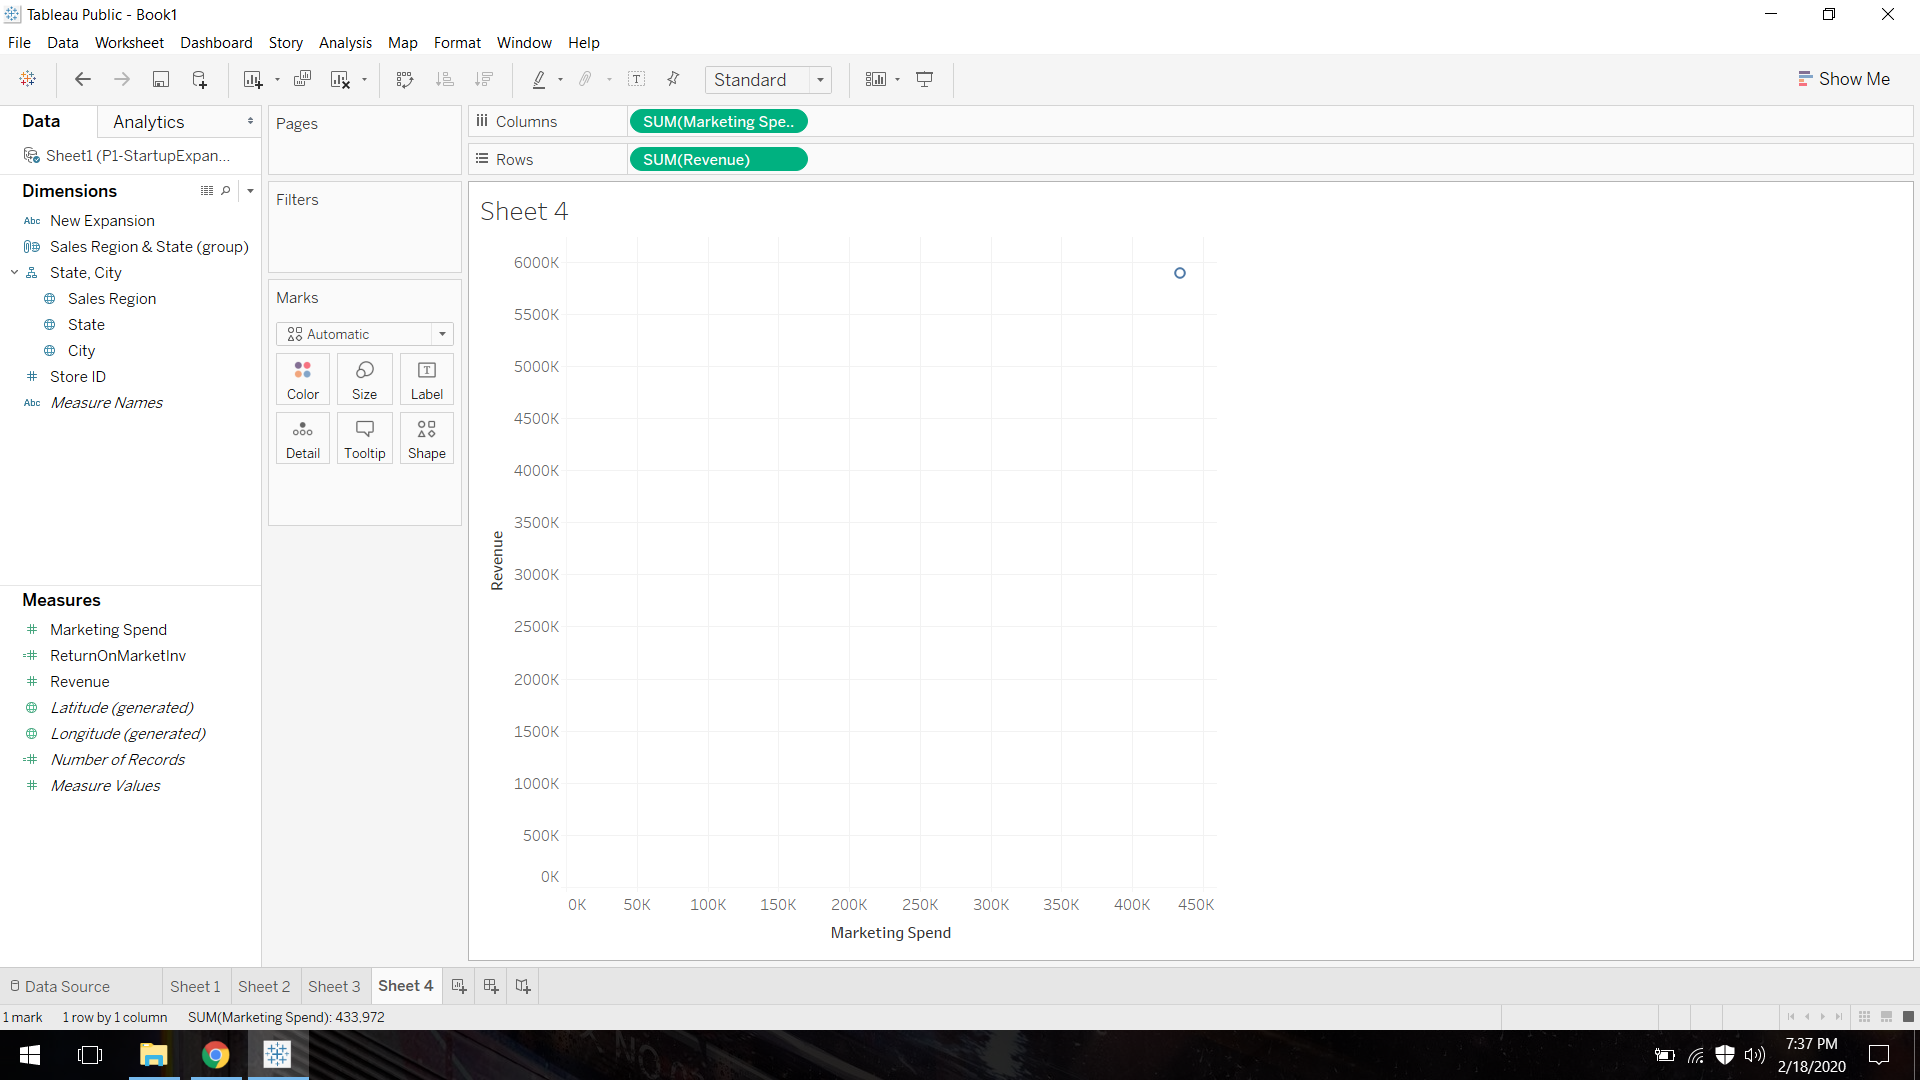 Tableau Public - Book1
File Data Worksheet Dashboard Story Analysis Map Format Window Help
Standard
Show Me
Data
Analytics
Sheet1 (P1-StartupExpan...
Dimensions
Abc New Expansion
Sales Region & State (group)
State, City
Sales Region
State
City
# Store ID
Abc Measure Names
Measures
# Marketing Spend
=# ReturnOnMarketInv
# Revenue
Latitude (generated)
Longitude (generated)
=# Number of Records
# Measure Values
Pages
Filters
Marks
Automatic
Color Size Label
Detail Tooltip Shape
Columns SUM(Marketing Spe..
Rows SUM(Revenue)
Sheet 4
6000K
5500K
5000K
4500K
4000K
3500K
3000K
2500K
2000K
1500K
1000K
500K
0K
Revenue
0K 50K 100K 150K 200K 250K 300K 350K 400K 450K
Marketing Spend
Data Source Sheet 1 Sheet 2 Sheet 3 Sheet 4
1 mark 1 row by 1 column SUM(Marketing Spend): 433,972
7:37 PM
2/18/2020